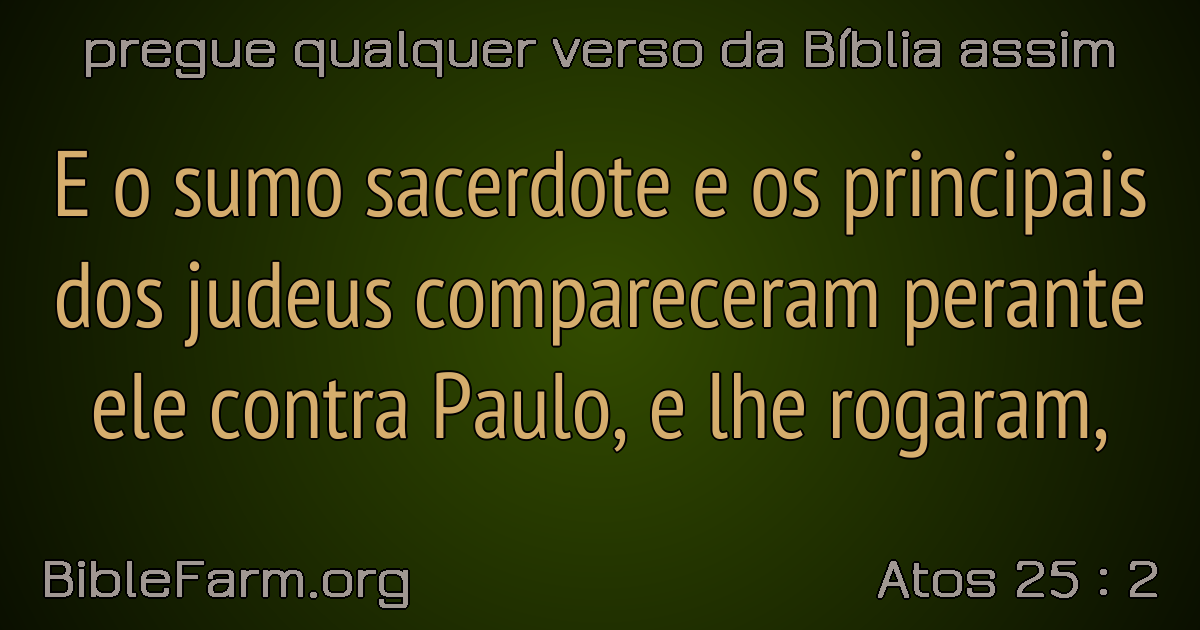 pregue qualquer verso da Bíblia assim
E o sumo sacerdote e os principais
dos judeus compareceram perante
ele contra Paulo, e lhe rogaram,
BibleFarm.org
Atos 25 : 2